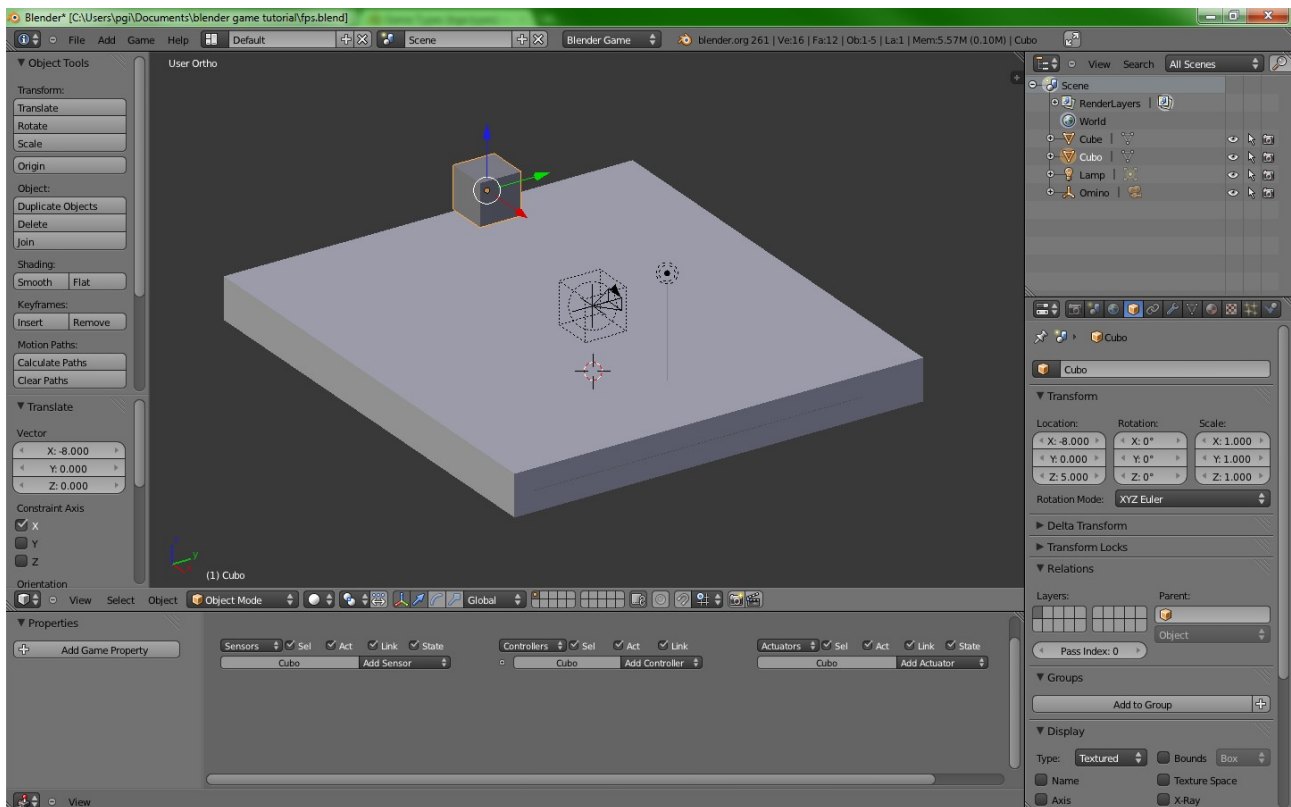 Blender* [C:\Users\pgi\Documents\blender game tutorial\fps.blend]
File Add Game Help Default Scene Blender Game blender.org 261 | Ve:16 | Fa:12 | Ob:1-5 | La:1 | Mem:5.57M (0.10M) | Cubo
Object Tools
Transform:
Translate
Rotate
Scale
Origin
Object:
Duplicate Objects
Delete
Join
Shading:
Smooth Flat
Keyframes:
Insert Remove
Motion Paths:
Calculate Paths
Clear Paths
Translate
Vector
X: -8.000
Y: 0.000
Z: 0.000
Constraint Axis
X
Y
Z
Orientation
User Ortho
z
y
(1) Cubo
View Select Object Object Mode Global
View Search All Scenes
Scene
RenderLayers |
World
Cube |
Cubo |
Lamp |
Omino |
Cubo
Cubo
Transform
Location: Rotation: Scale:
X: -8.000 X: 0° X: 1.000
Y: 0.000 Y: 0° Y: 1.000
Z: 5.000 Z: 0° Z: 1.000
Rotation Mode: XYZ Euler
Delta Transform
Transform Locks
Relations
Layers: Parent:
Object
Pass Index: 0
Groups
Add to Group
Display
Type: Textured Bounds Box
Name Texture Space
Axis X-Ray
Properties
Add Game Property
Sensors Sel Act Link State
Cubo Add Sensor
Controllers Sel Act Link
Cubo Add Controller
Actuators Sel Act Link State
Cubo Add Actuator
View